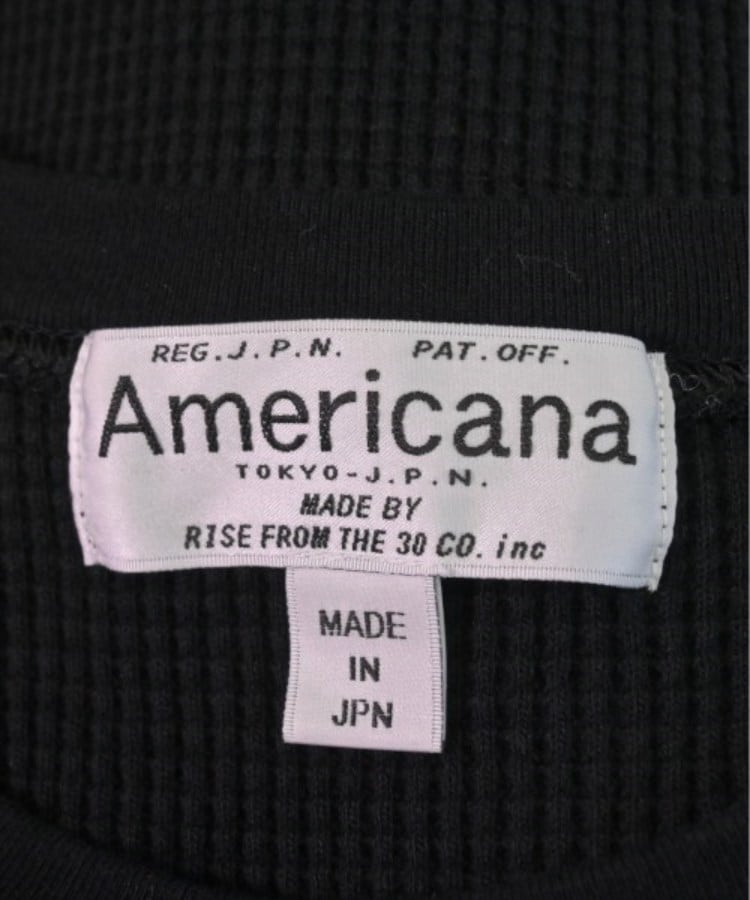 REG.J.P.N. PAT.OFF.
Americana
TOKYO-J.P.N.
MADE BY
RISE FROM THE 30 CO. inc
MADE
IN
JPN